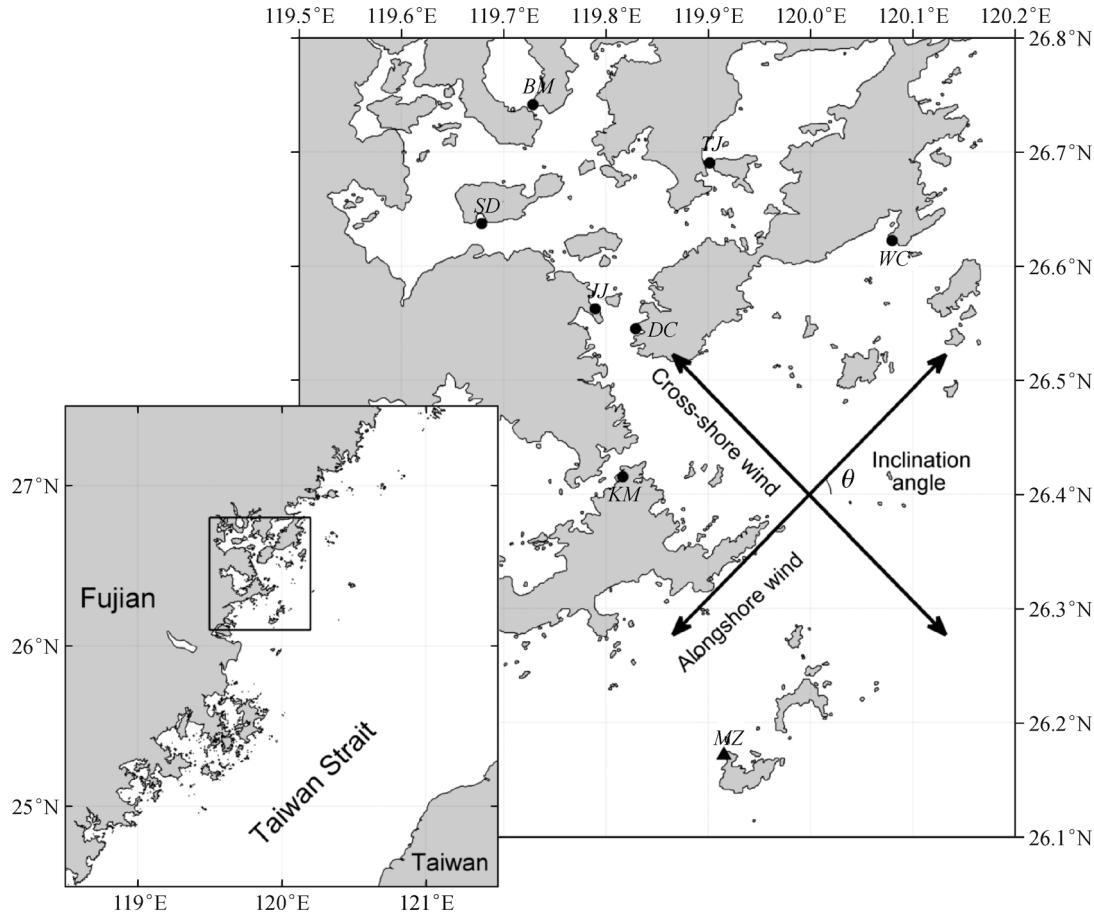 119.5°E 119.6°E 119.7°E 119.8°E 119.9°E 120.0°E 120.1°E 120.2°E
26.8°N
BM
TJ
26.7°N
SD
WC
26.6°N
JJ
DC
26.5°N
Cross-shore wind
Inclination
angle
θ
27°N
KM
26.4°N
Fujian
Alongshore wind
26.3°N
26°N
MZ
26.2°N
Taiwan Strait
25°N
Taiwan
26.1°N
119°E 120°E 121°E